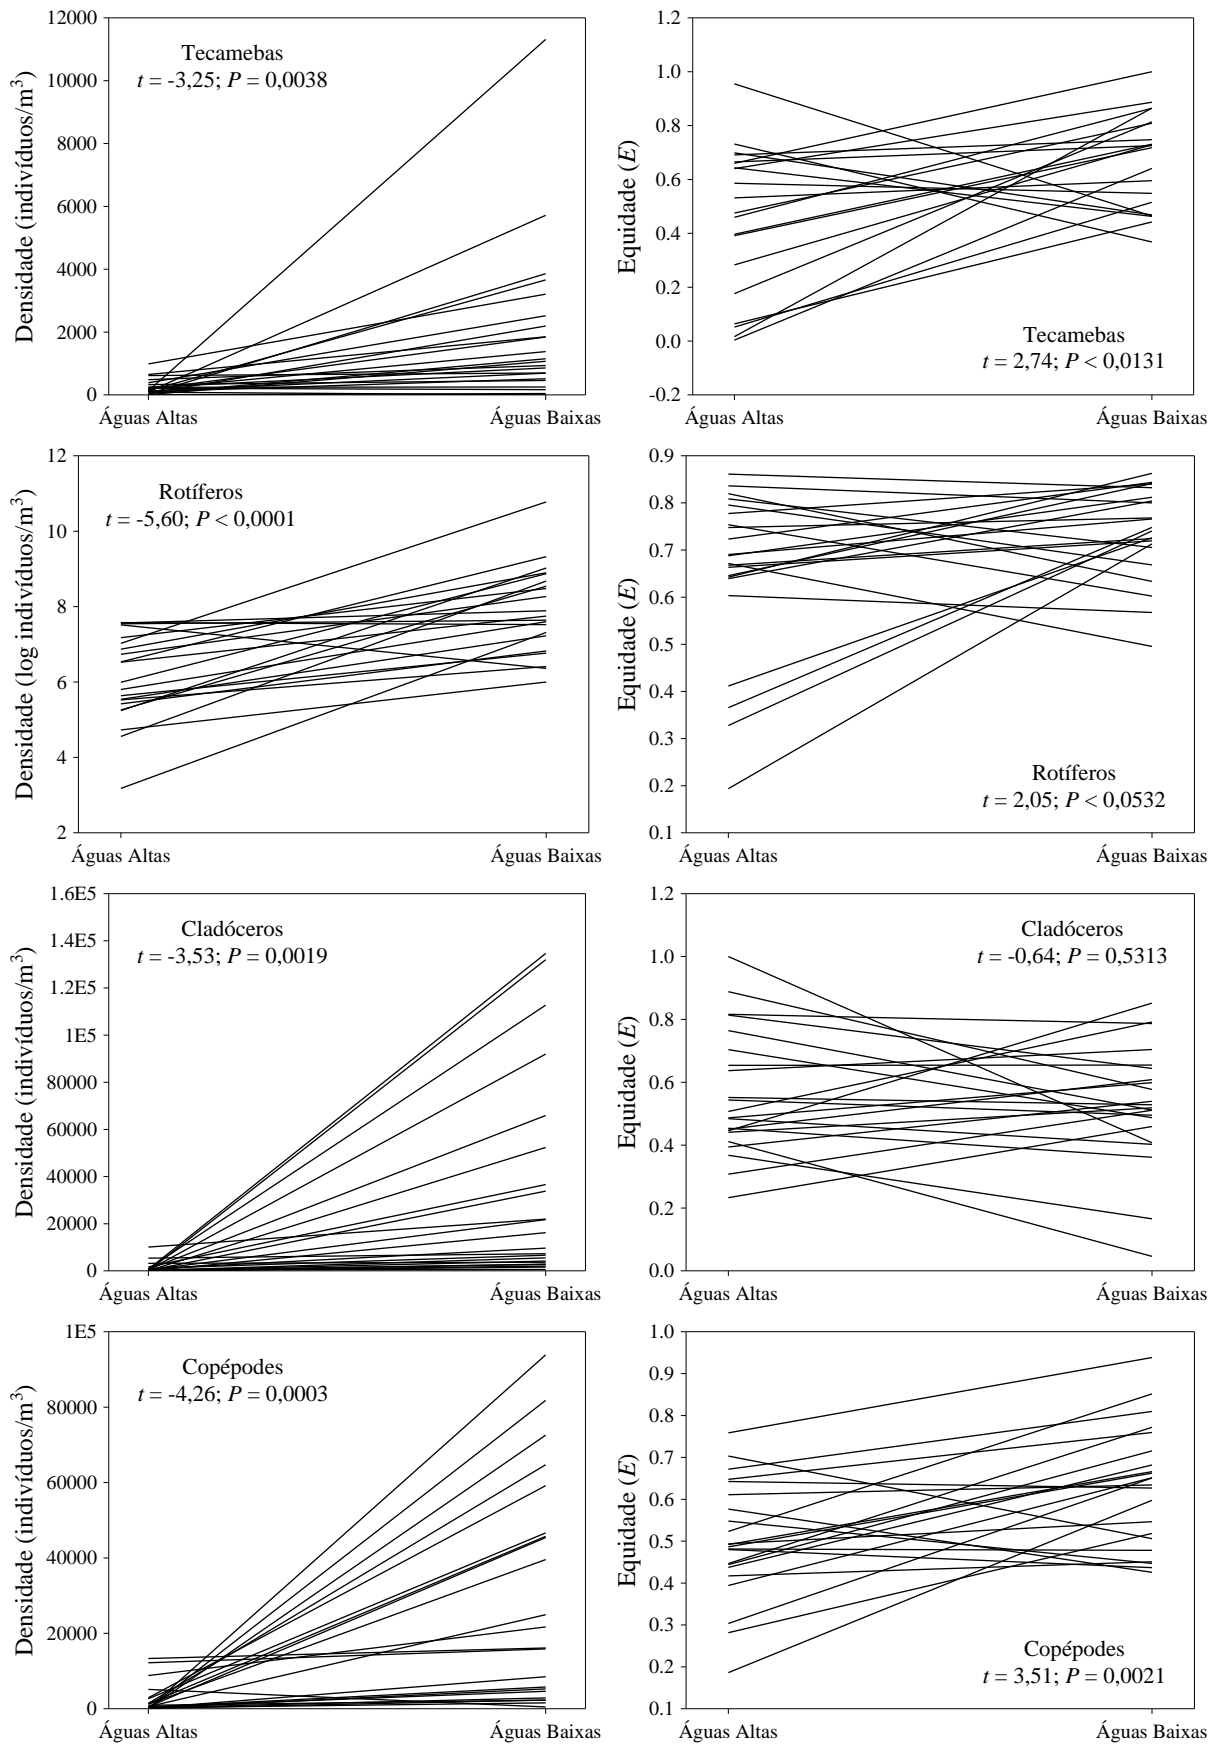 12000
10000
8000
6000
4000
2000
0
Densidade (indivíduos/m³)
Tecamebas
t = -3,25; P = 0,0038
Águas Altas
Águas Baixas
1.2
1.0
0.8
0.6
0.4
0.2
0.0
-0.2
Equidade (E)
Tecamebas
t = 2,74; P < 0,0131
Águas Altas
Águas Baixas
12
10
8
6
4
2
Densidade (log indivíduos/m³)
Rotíferos
t = -5,60; P < 0,0001
Águas Altas
Águas Baixas
0.9
0.8
0.7
0.6
0.5
0.4
0.3
0.2
0.1
Equidade (E)
Rotíferos
t = 2,05; P < 0,0532
Águas Altas
Águas Baixas
1.6E5
1.4E5
1.2E5
1E5
80000
60000
40000
20000
0
Densidade (indivíduos/m³)
Cladóceros
t = -3,53; P = 0,0019
Águas Altas
Águas Baixas
1.2
1.0
0.8
0.6
0.4
0.2
0.0
Equidade (E)
Cladóceros
t = -0,64; P = 0,5313
Águas Altas
Águas Baixas
1E5
80000
60000
40000
20000
0
Densidade (indivíduos/m³)
Copépodes
t = -4,26; P = 0,0003
Águas Altas
Águas Baixas
1.0
0.9
0.8
0.7
0.6
0.5
0.4
0.3
0.2
0.1
Equidade (E)
Copépodes
t = 3,51; P = 0,0021
Águas Altas
Águas Baixas